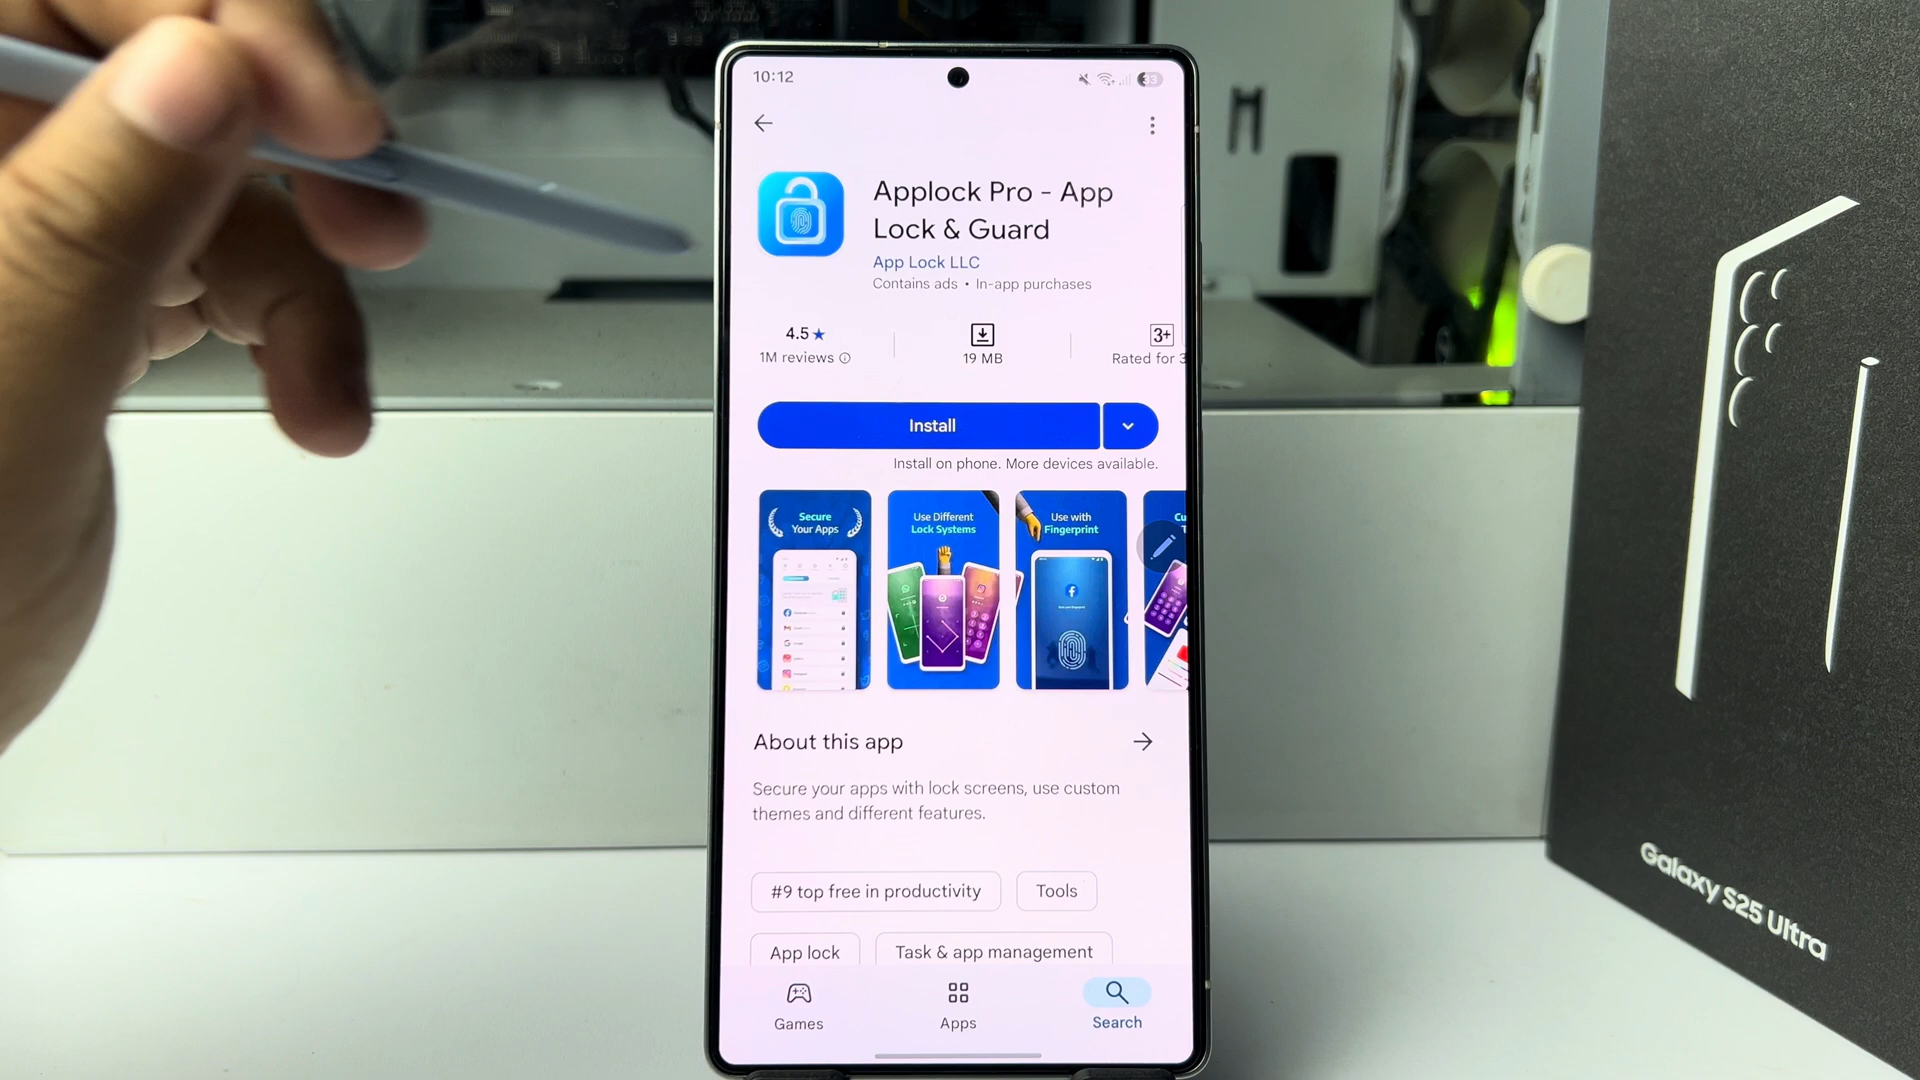 10:12
33
Applock Pro - App
Lock & Guard
App Lock LLC
Contains ads • In-app purchases
4.5★
1M reviews
19 MB
3+
Rated for 3
Install
Install on phone. More devices available.
Secure
Your Apps
Use Different
Lock Systems
Use with
Fingerprint
Cu
T
About this app
Secure your apps with lock screens, use custom
themes and different features.
#9 top free in productivity
Tools
App lock
Task & app management
Games
Apps
Search
Galaxy S25 Ultra